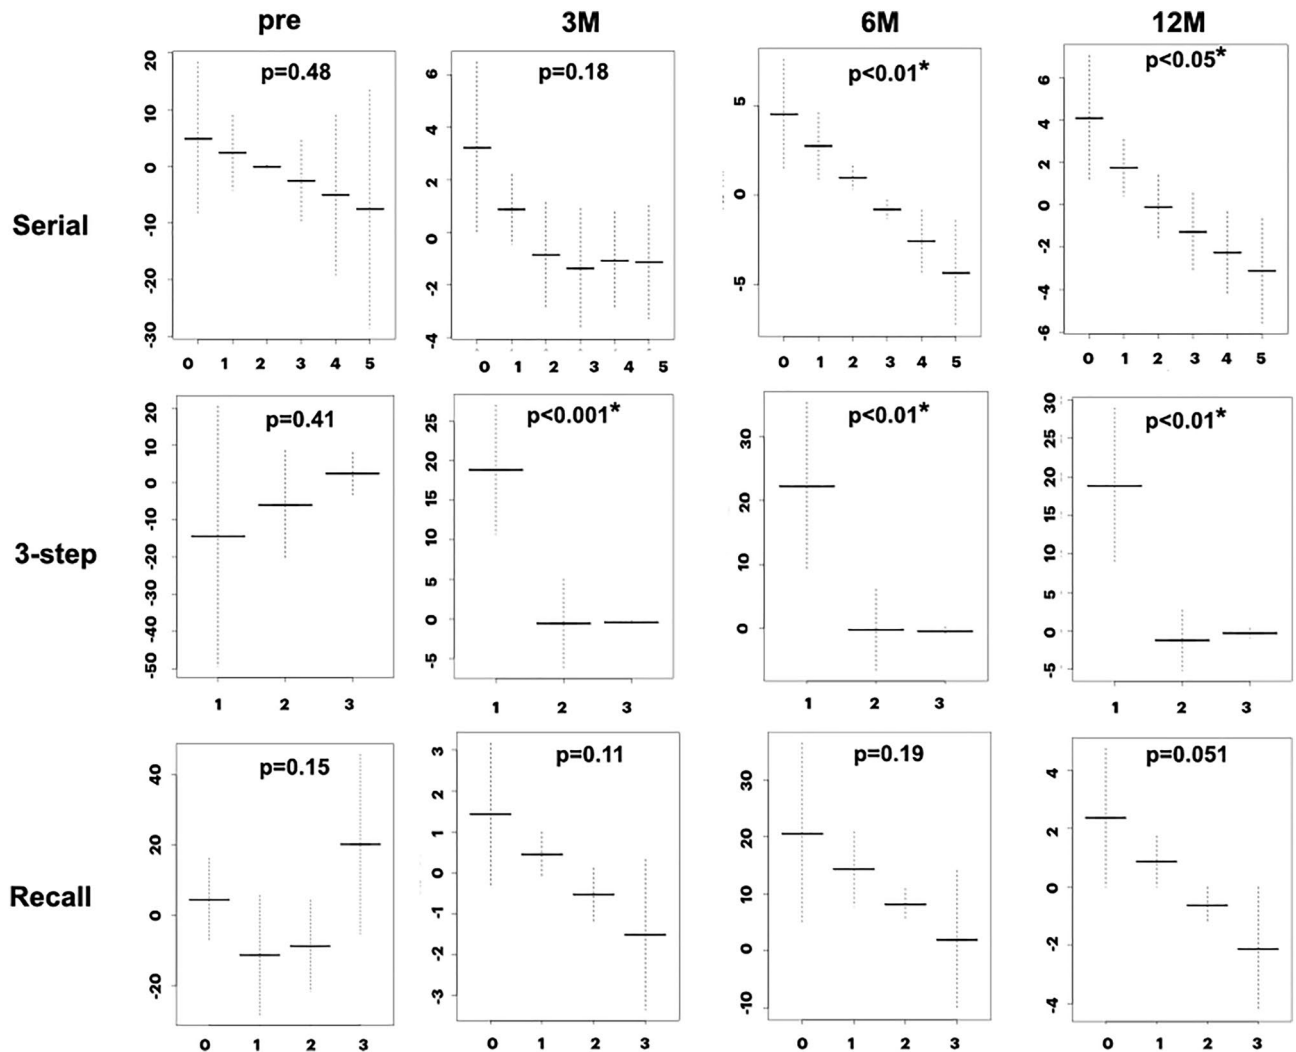 pre 3M 6M 12M
Serial
p=0.48
20
10
0
-10
-20
-30
0 1 2 3 4 5
p=0.18
6
4
2
0
-2
-4
0 1 2 3 4 5
p<0.01*
5
0
-5
0 1 2 3 4 5
p<0.05*
6
4
2
0
-2
-4
-6
0 1 2 3 4 5
3-step
p=0.41
20
10
0
-10
-20
-30
-40
-50
1 2 3
p<0.001*
25
20
15
10
5
0
-5
1 2 3
p<0.01*
30
20
10
0
1 2 3
p<0.01*
30
25
20
15
10
5
0
-5
1 2 3
Recall
p=0.15
40
20
0
-20
0 1 2 3
p=0.11
3
2
1
0
-1
-2
-3
0 1 2 3
p=0.19
30
20
10
0
-10
0 1 2 3
p=0.051
4
2
0
-2
-4
0 1 2 3